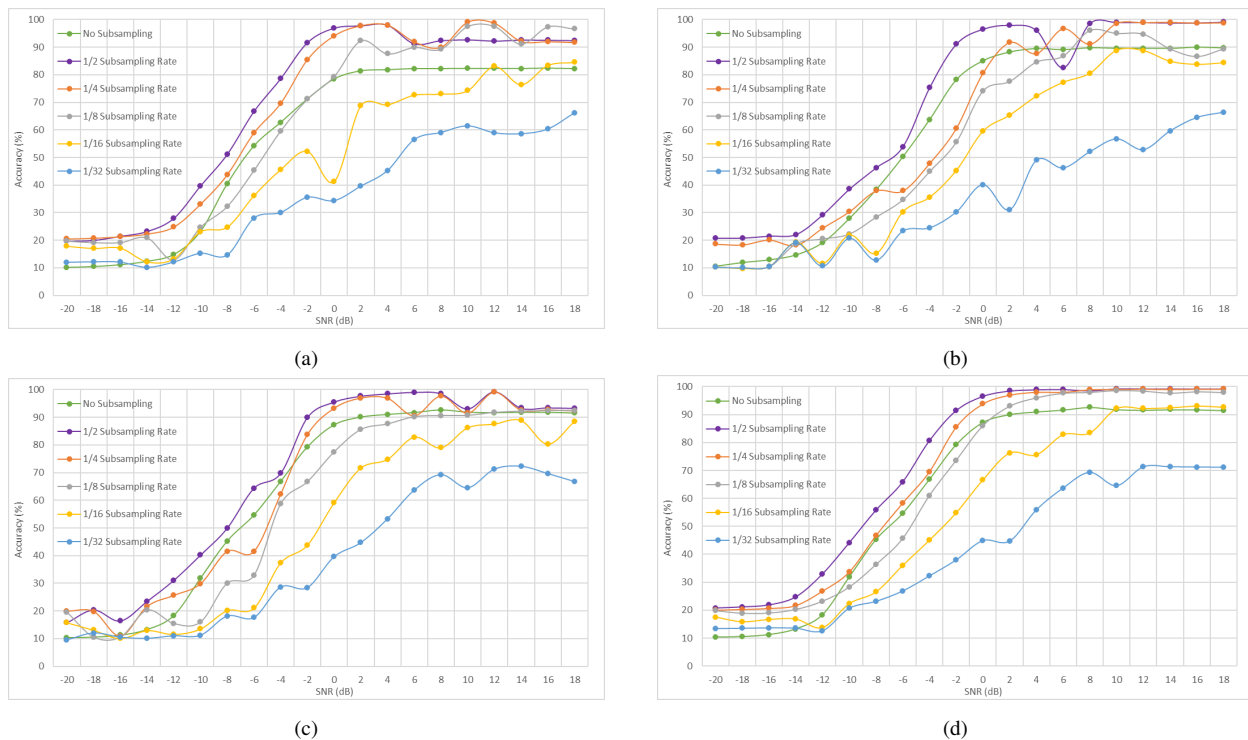 100
90
80
70
60
50
40
30
20
10
0
Accuracy (%)
No Subsampling
1/2 Subsampling Rate
1/4 Subsampling Rate
1/8 Subsampling Rate
1/16 Subsampling Rate
1/32 Subsampling Rate
-20 -18 -16 -14 -12 -10 -8 -6 -4 -2 0 2 4 6 8 10 12 14 16 18
SNR (dB)
(a)
100
90
80
70
60
50
40
30
20
10
0
Accuracy (%)
No Subsampling
1/2 Subsampling Rate
1/4 Subsampling Rate
1/8 Subsampling Rate
1/16 Subsampling Rate
1/32 Subsampling Rate
-20 -18 -16 -14 -12 -10 -8 -6 -4 -2 0 2 4 6 8 10 12 14 16 18
SNR (dB)
(b)
100
90
80
70
60
50
40
30
20
10
0
Accuracy (%)
No Subsampling
1/2 Subsampling Rate
1/4 Subsampling Rate
1/8 Subsampling Rate
1/16 Subsampling Rate
1/32 Subsampling Rate
-20 -18 -16 -14 -12 -10 -8 -6 -4 -2 0 2 4 6 8 10 12 14 16 18
SNR (dB)
(c)
100
90
80
70
60
50
40
30
20
10
0
Accuracy (%)
No Subsampling
1/2 Subsampling Rate
1/4 Subsampling Rate
1/8 Subsampling Rate
1/16 Subsampling Rate
1/32 Subsampling Rate
-20 -18 -16 -14 -12 -10 -8 -6 -4 -2 0 2 4 6 8 10 12 14 16 18
SNR (dB)
(d)